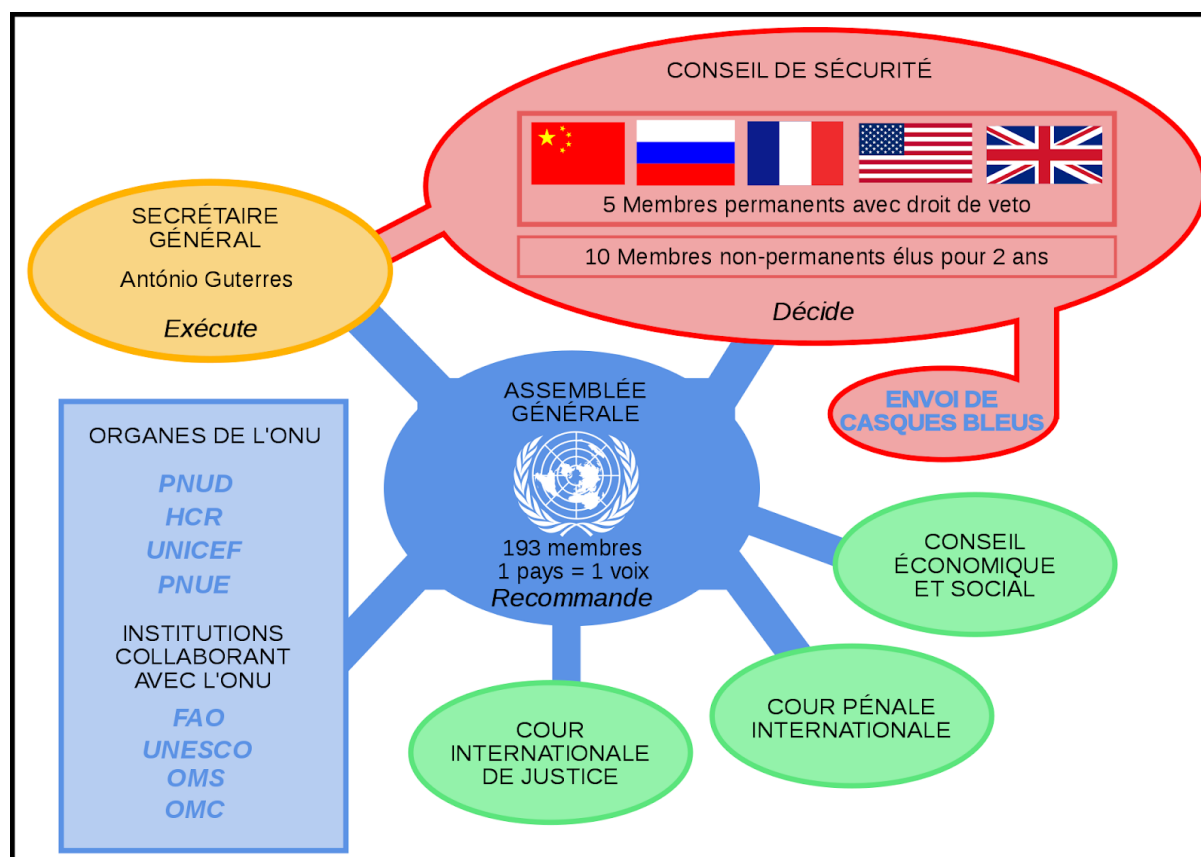 CONSEIL DE SÉCURITÉ
5 Membres permanents avec droit de veto
10 Membres non-permanents élus pour 2 ans
Décide
SECRÉTAIRE
GÉNÉRAL
António Guterres
Exécute
ENVOI DE
CASQUES BLEUS
ASSEMBLÉE
GÉNÉRALE
193 membres
1 pays = 1 voix
Recommande
ORGANES DE L'ONU
PNUD
HCR
UNICEF
PNUE
INSTITUTIONS
COLLABORANT
AVEC L'ONU
FAO
UNESCO
OMS
OMC
CONSEIL
ÉCONOMIQUE
ET SOCIAL
COUR PÉNALE
INTERNATIONALE
COUR
INTERNATIONALE
DE JUSTICE